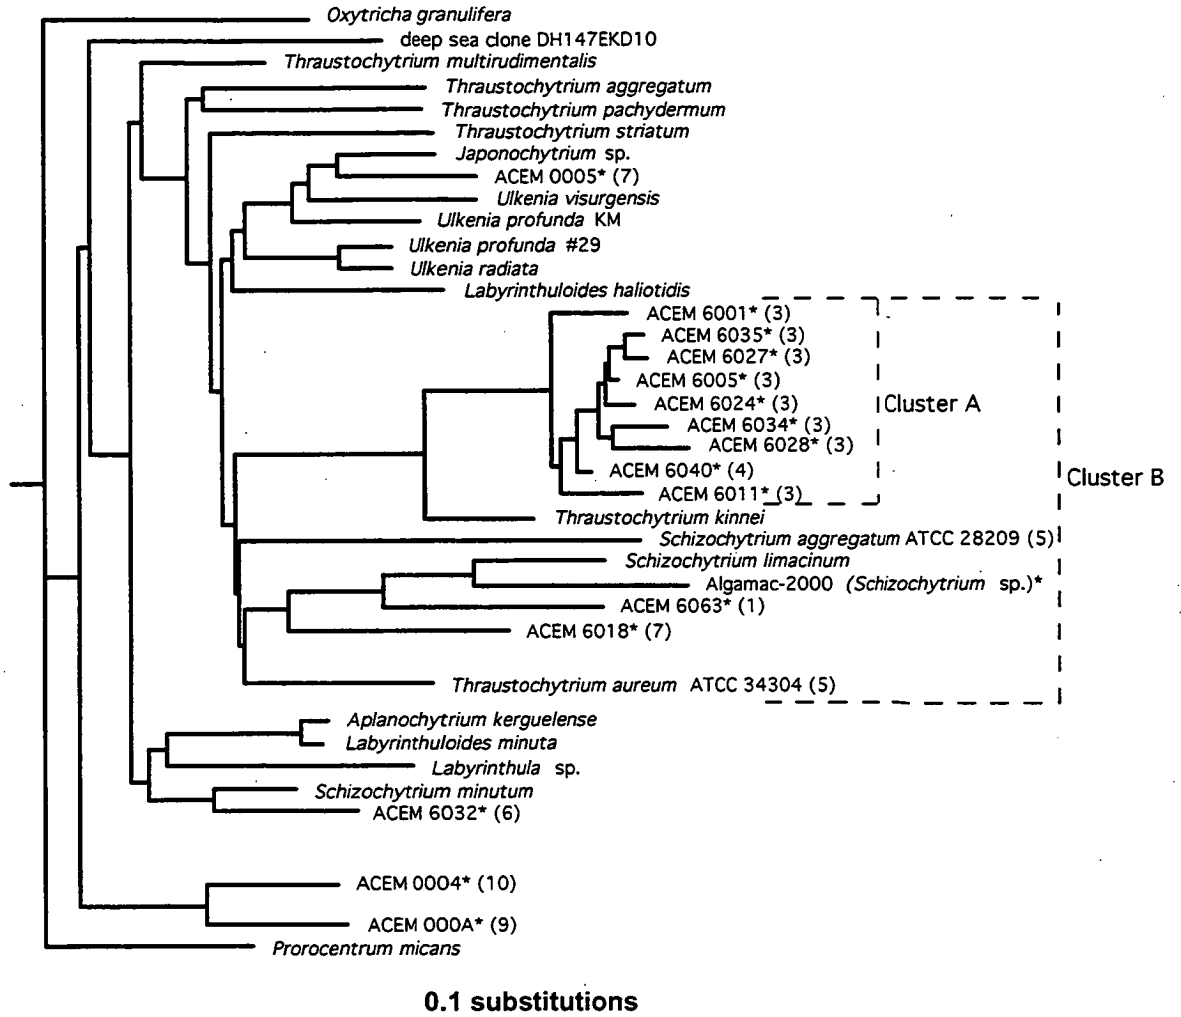 Oxytricha granulifera
deep sea clone DH147EKD10
Thraustochytrium multirudimentalis
Thraustochytrium aggregatum
Thraustochytrium pachydermum
Thraustochytrium striatum
Japonochytrium sp.
ACEM 0005* (7)
Ulkenia visurgensis
Ulkenia profunda KM
Ulkenia profunda #29
Ulkenia radiata
Labyrinthuloides haliotidis
ACEM 6001* (3)
ACEM 6035* (3)
ACEM 6027* (3)
ACEM 6005* (3)
ACEM 6024* (3)
Cluster A
ACEM 6034* (3)
ACEM 6028* (3)
ACEM 6040* (4)
Cluster B
ACEM 6011* (3)
Thraustochytrium kinnei
Schizochytrium aggregatum ATCC 28209 (5)
Schizochytrium limacinum
Algamac-2000 (Schizochytrium sp.)*
ACEM 6063* (1)
ACEM 6018* (7)
Thraustochytrium aureum ATCC 34304 (5)
Aplanochytrium kerguelense
Labyrinthuloides minuta
Labyrinthula sp.
Schizochytrium minutum
ACEM 6032* (6)
ACEM 0004* (10)
ACEM 000A* (9)
Prorocentrum micans
0.1 substitutions